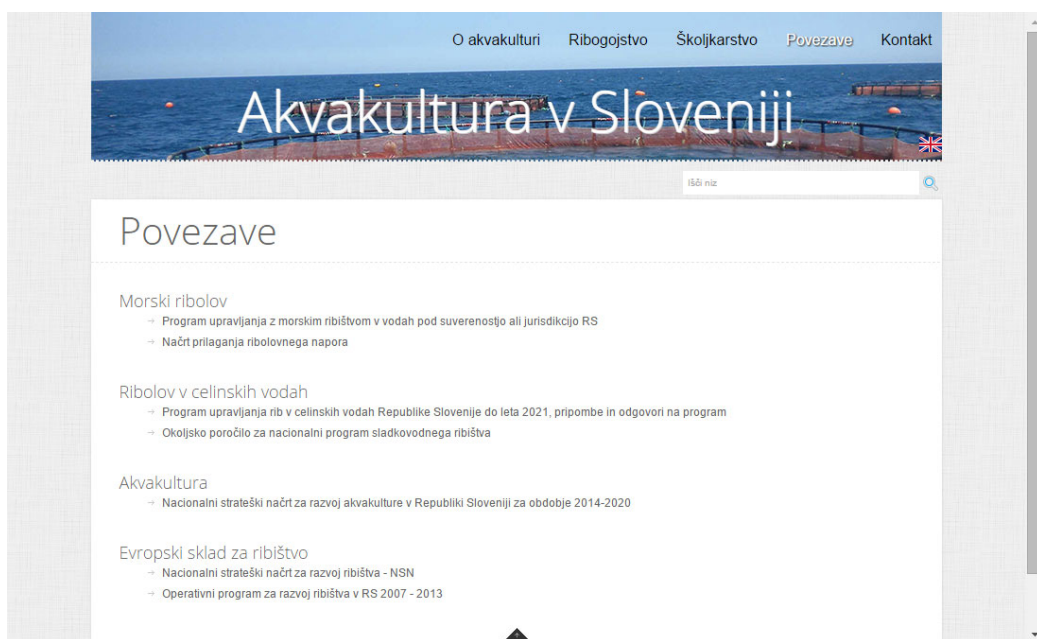 O akvakulturi Ribogojstvo Školjkarstvo Povezave Kontakt
Akvakultura v Sloveniji
Išči niz
Povezave
Morski ribolov
→ Program upravljanja z morskim ribištvom v vodah pod suverenostjo ali jurisdikcijo RS
→ Načrt prilaganja ribolovnega napora
Ribolov v celinskih vodah
→ Program upravljanja rib v celinskih vodah Republike Slovenije do leta 2021, pripombe in odgovori na program
→ Okoljsko poročilo za nacionalni program sladkovodnega ribištva
Akvakultura
→ Nacionalni strateški načrt za razvoj akvakulture v Republiki Sloveniji za obdobje 2014-2020
Evropski sklad za ribištvo
→ Nacionalni strateški načrt za razvoj ribištva - NSN
→ Operativni program za razvoj ribištva v RS 2007 - 2013